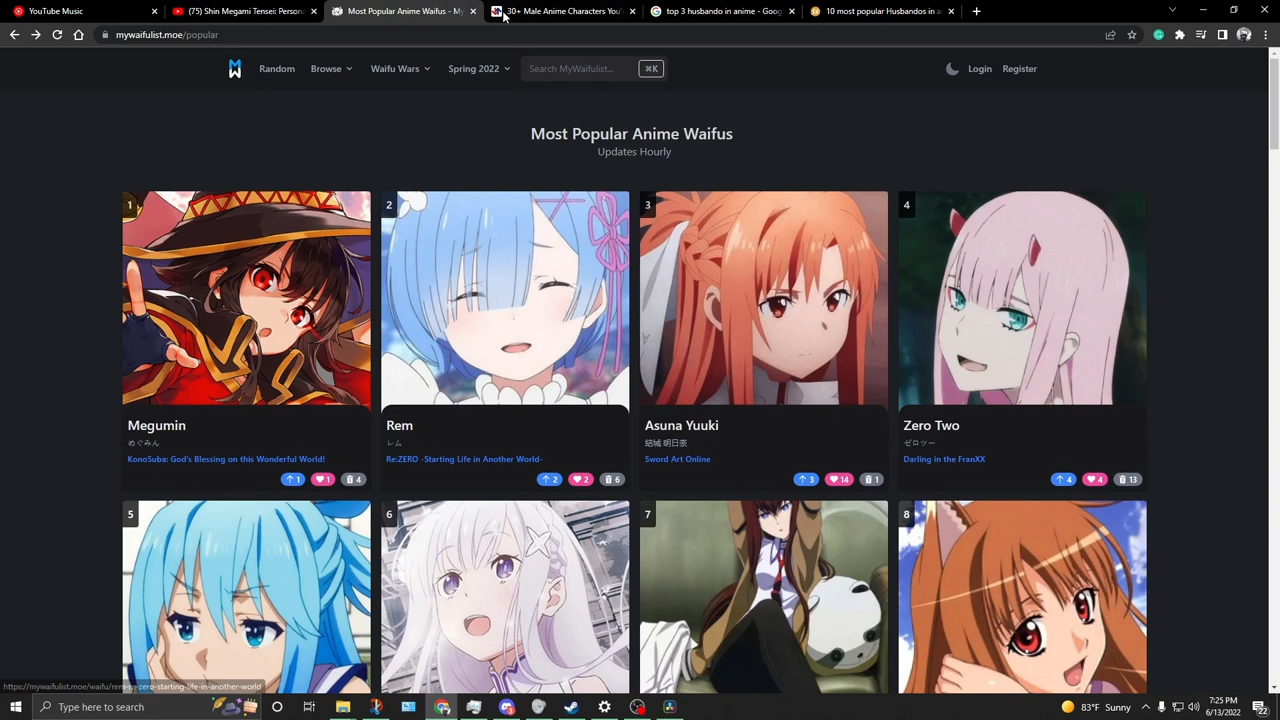 YouTube Music
(75) Shin Megami Tensei: Persona
Most Popular Anime Waifus - My
30+ Male Anime Characters You'
top 3 husbando in anime - Goog
10 most popular Husbandos in a
mywaifulist.moe/popular
Random
Browse
Waifu Wars
Spring 2022
Search MyWaifulist...
⌘K
Login
Register
Most Popular Anime Waifus
Updates Hourly
1
2
3
4
Megumin
めぐみん
KonoSuba: God's Blessing on this Wonderful World!
1 1 4
Rem
レム
Re:ZERO -Starting Life in Another World-
2 2 6
Asuna Yuuki
結城 明日奈
Sword Art Online
3 14 1
Zero Two
ゼロツー
Darling in the FranXX
4 4 13
5
6
7
8
https://mywaifulist.moe/waifu/rem-re-zero-starting-life-in-another-world
Type here to search
83°F Sunny
7:25 PM
6/13/2022
22